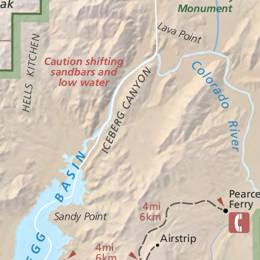 ak
Monument
Lava Point
HELLS KITCHEN
Caution shifting
sandbars and
low water
ICEBERG CANYON
Colorado River
EGG BASIN
Pearce
Ferry
4mi
6km
Sandy Point
Airstrip
4mi
6km